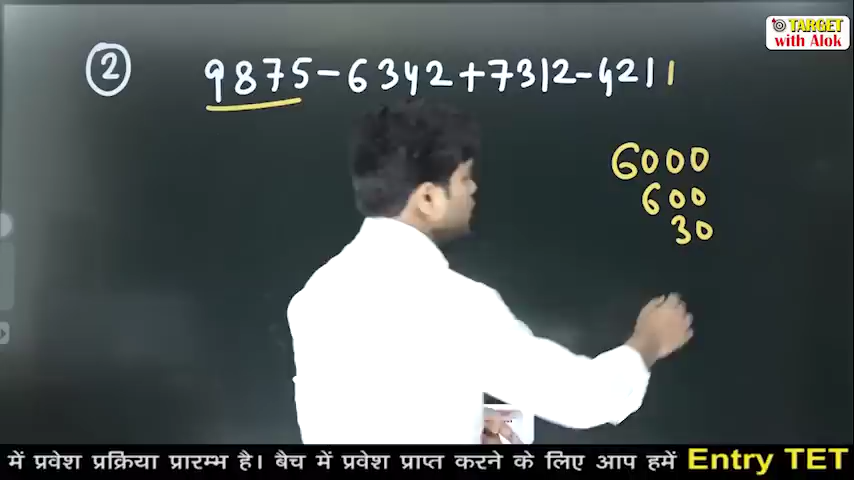 TARGET
with Alok
2 9875-6342+7312-4211
6000
600
30
में प्रवेश प्रक्रिया प्रारम्भ है। बैच में प्रवेश प्राप्त करने के लिए आप हमें Entry TET